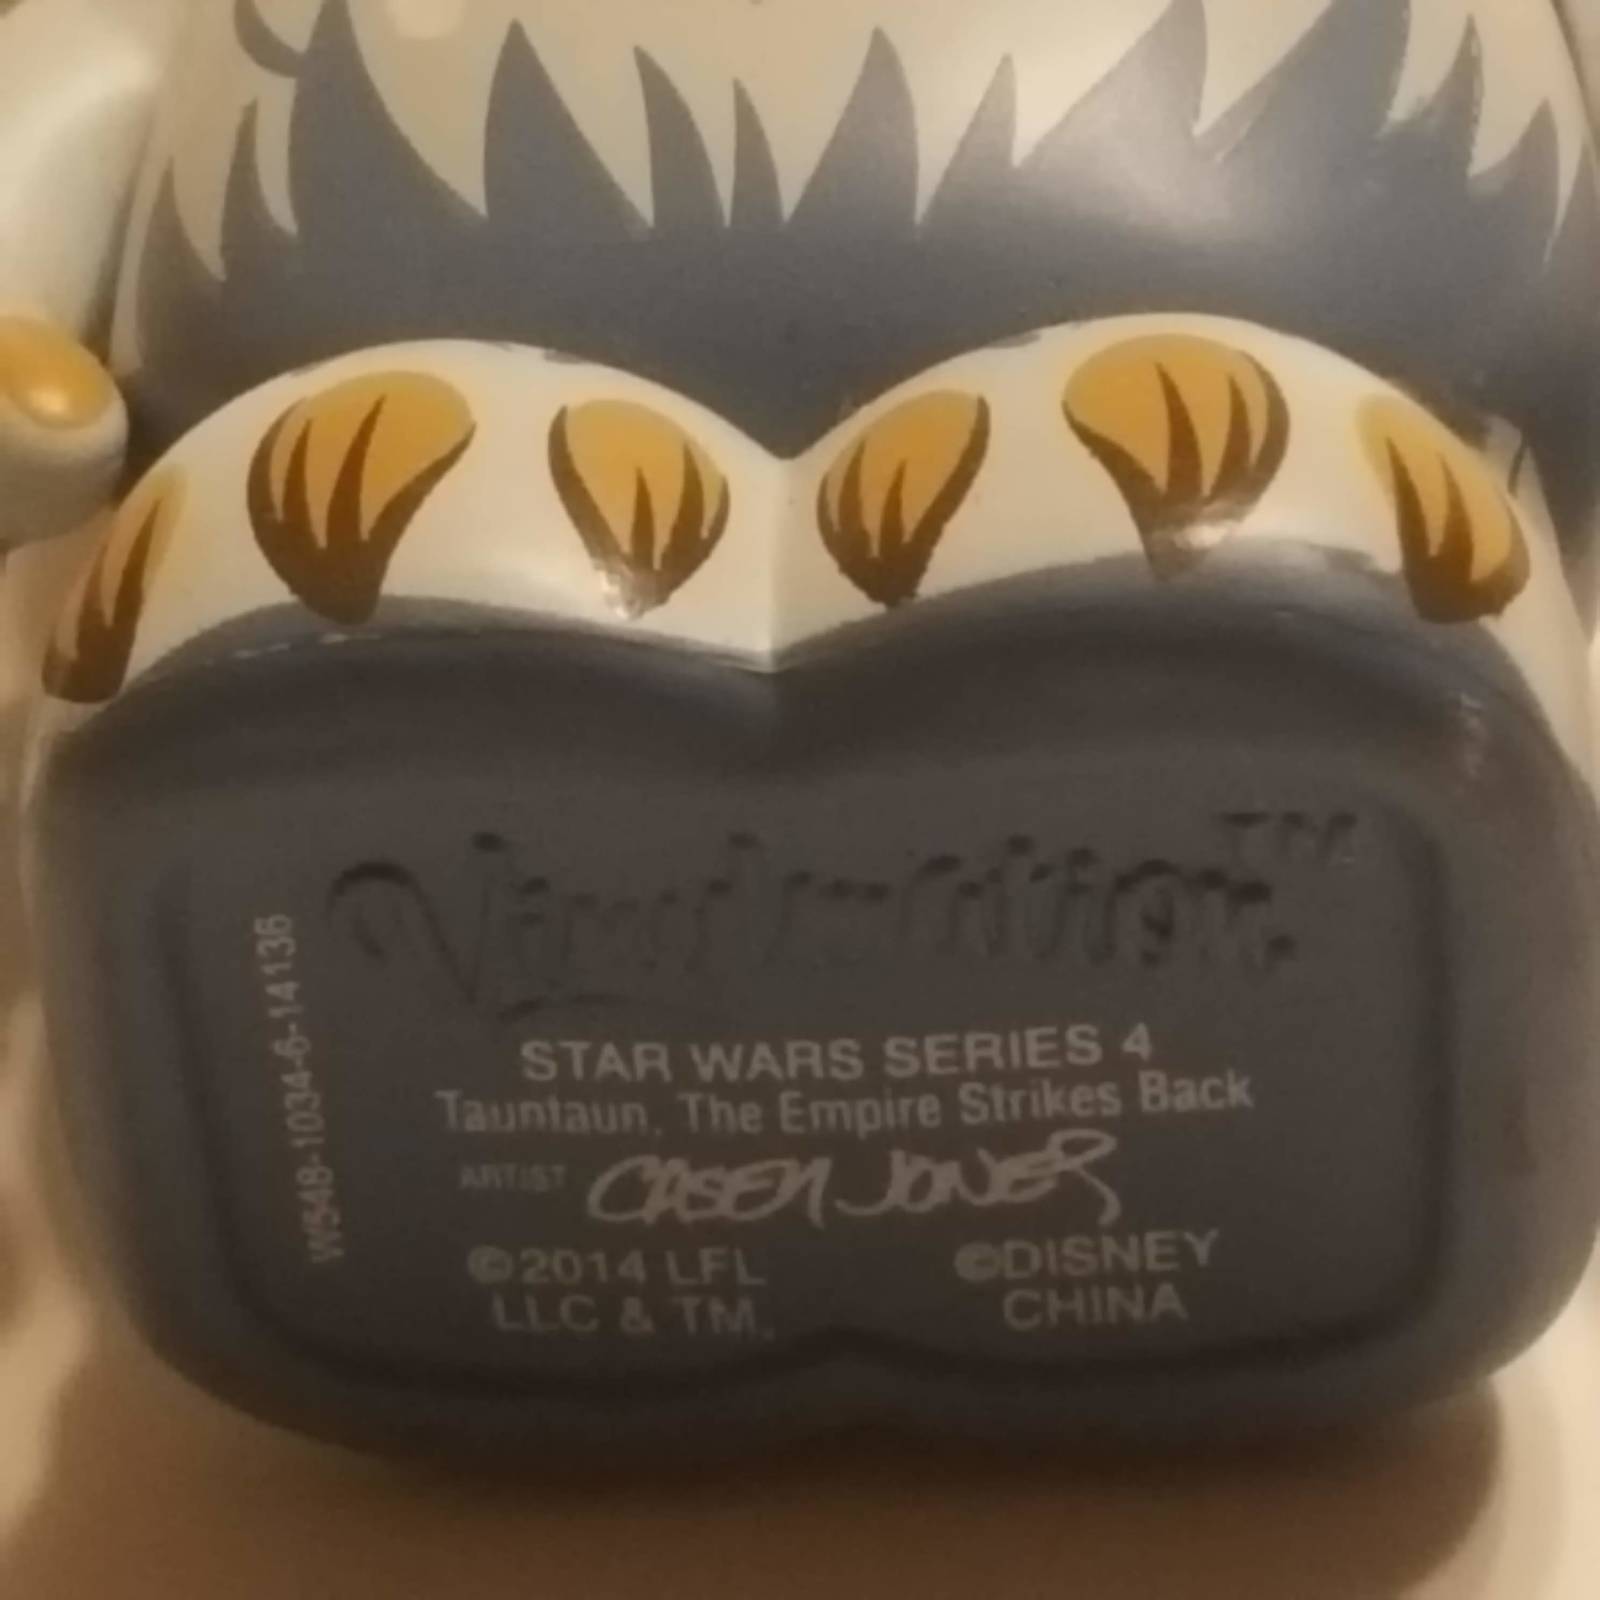 Vinylmation™
STAR WARS SERIES 4
Tauntaun, The Empire Strikes Back
ARTIST CASEY JONES
©2014 LFL
LLC & TM.
©DISNEY
CHINA
W548-1034-6-14136